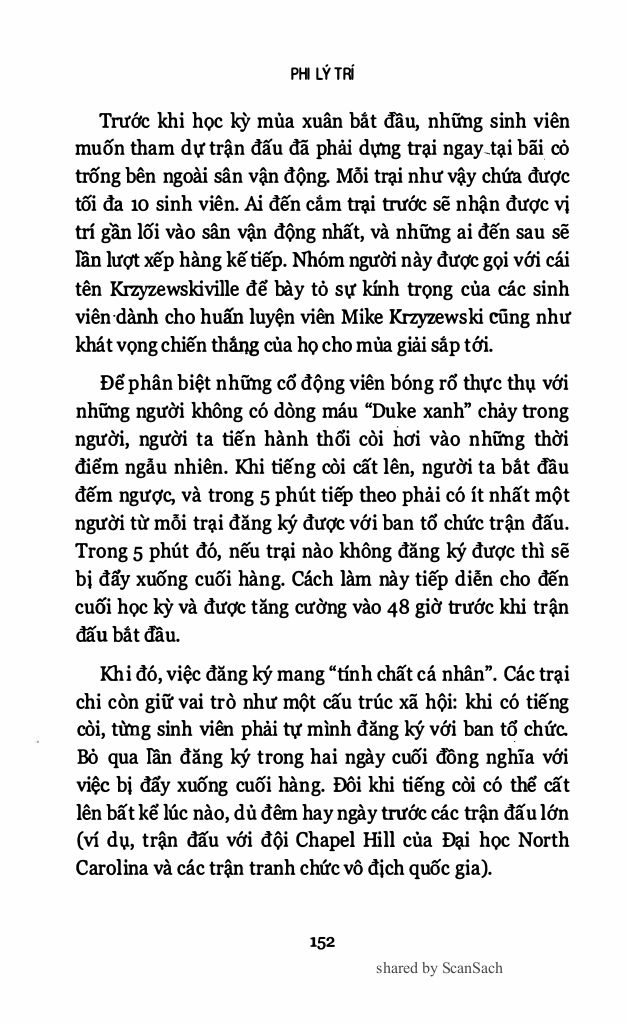 PHI LÝ TRÍ
Trước khi học kỳ mùa xuân bắt đầu, những sinh viên
muốn tham dự trận đấu đã phải dựng trại ngay tại bãi cỏ
trống bên ngoài sân vận động. Mỗi trại như vậy chứa được
tối đa 10 sinh viên. Ai đến cắm trại trước sẽ nhận được vị
trí gần lối vào sân vận động nhất, và những ai đến sau sẽ
lần lượt xếp hàng kế tiếp. Nhóm người này được gọi với cái
tên Krzyzewskiville để bày tỏ sự kính trọng của các sinh
viên dành cho huấn luyện viên Mike Krzyzewski cũng như
khát vọng chiến thắng của họ cho mùa giải sắp tới.
Để phân biệt những cổ động viên bóng rổ thực thụ với
những người không có dòng máu “Duke xanh” chảy trong
người, người ta tiến hành thổi còi hơi vào những thời
điểm ngẫu nhiên. Khi tiếng còi cất lên, người ta bắt đầu
đếm ngược, và trong 5 phút tiếp theo phải có ít nhất một
người từ mỗi trại đăng ký được với ban tổ chức trận đấu.
Trong 5 phút đó, nếu trại nào không đăng ký được thì sẽ
bị đẩy xuống cuối hàng. Cách làm này tiếp diễn cho đến
cuối học kỳ và được tăng cường vào 48 giờ trước khi trận
đấu bắt đầu.
Khi đó, việc đăng ký mang “tính chất cá nhân”. Các trại
chỉ còn giữ vai trò như một cấu trúc xã hội: khi có tiếng
còi, từng sinh viên phải tự mình đăng ký với ban tổ chức.
Bỏ qua lần đăng ký trong hai ngày cuối đồng nghĩa với
việc bị đẩy xuống cuối hàng. Đôi khi tiếng còi có thể cất
lên bất kể lúc nào, dù đêm hay ngày trước các trận đấu lớn
(ví dụ, trận đấu với đội Chapel Hill của Đại học North
Carolina và các trận tranh chức vô địch quốc gia).
152
shared by ScanSach